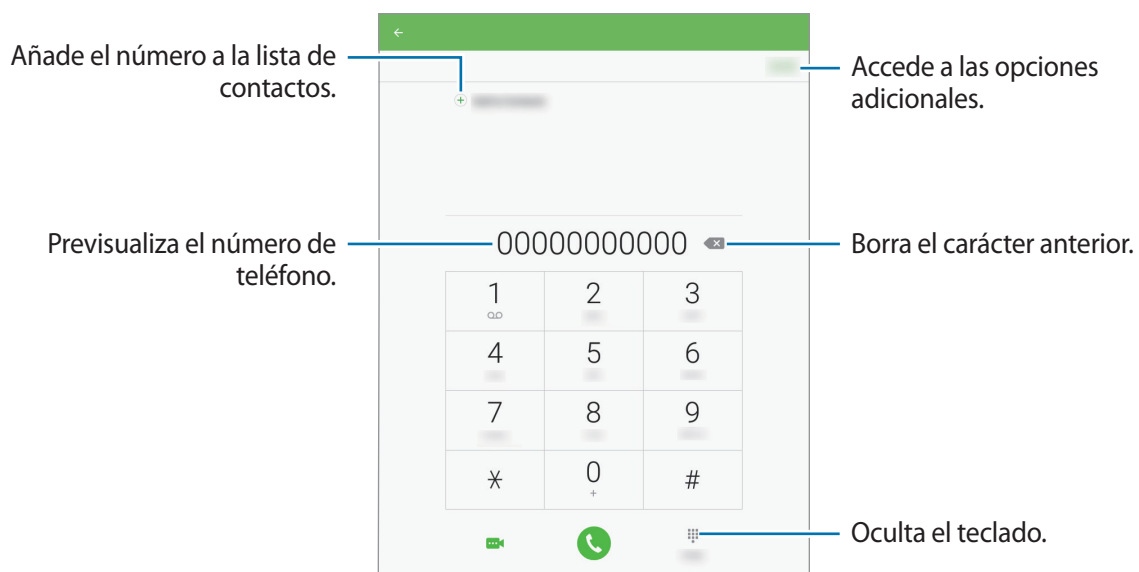 Añade el número a la lista de
contactos.
Accede a las opciones
adicionales.
Previsualiza el número de
teléfono.
00000000000
Borra el carácter anterior.
1 2 3
4 5 6
7 8 9
* 0 #
+
Oculta el teclado.